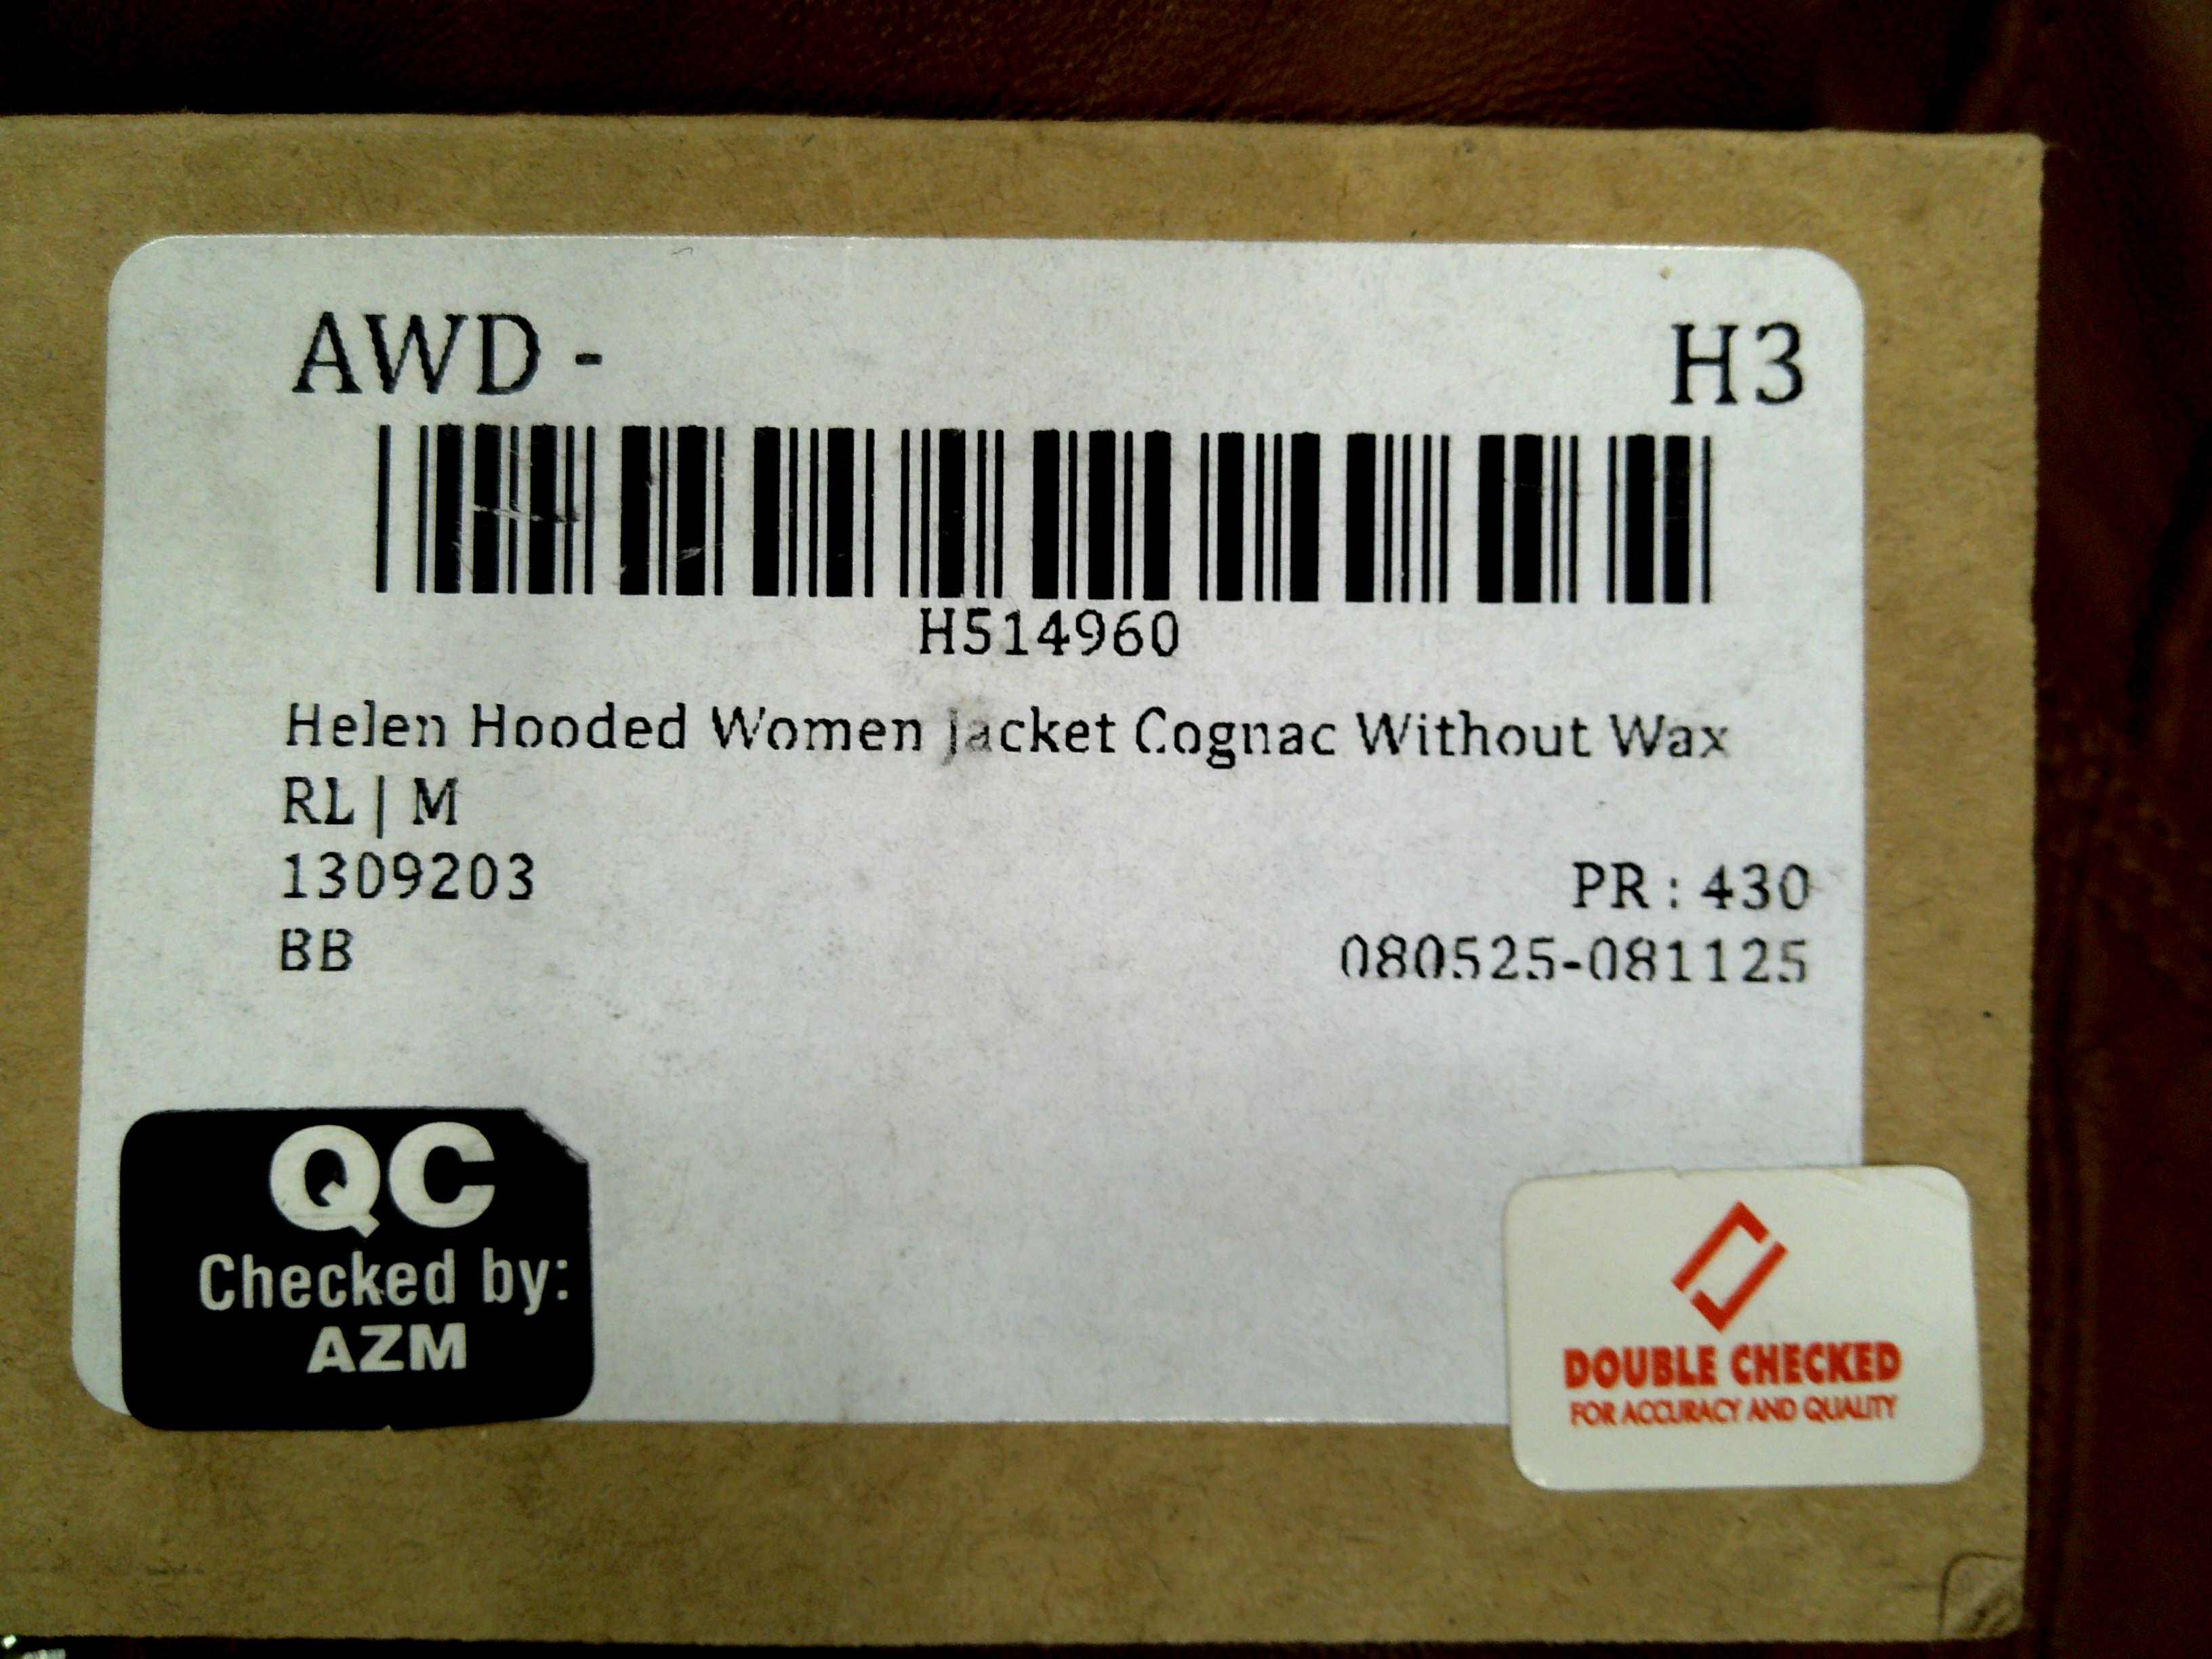 AWD - H3
H514960
Helen Hooded Women Jacket Cognac Without Wax
RL | M
1309203 PR : 430
BB 080525-081125
QC
Checked by:
AZM
DOUBLE CHECKED
FOR ACCURACY AND QUALITY